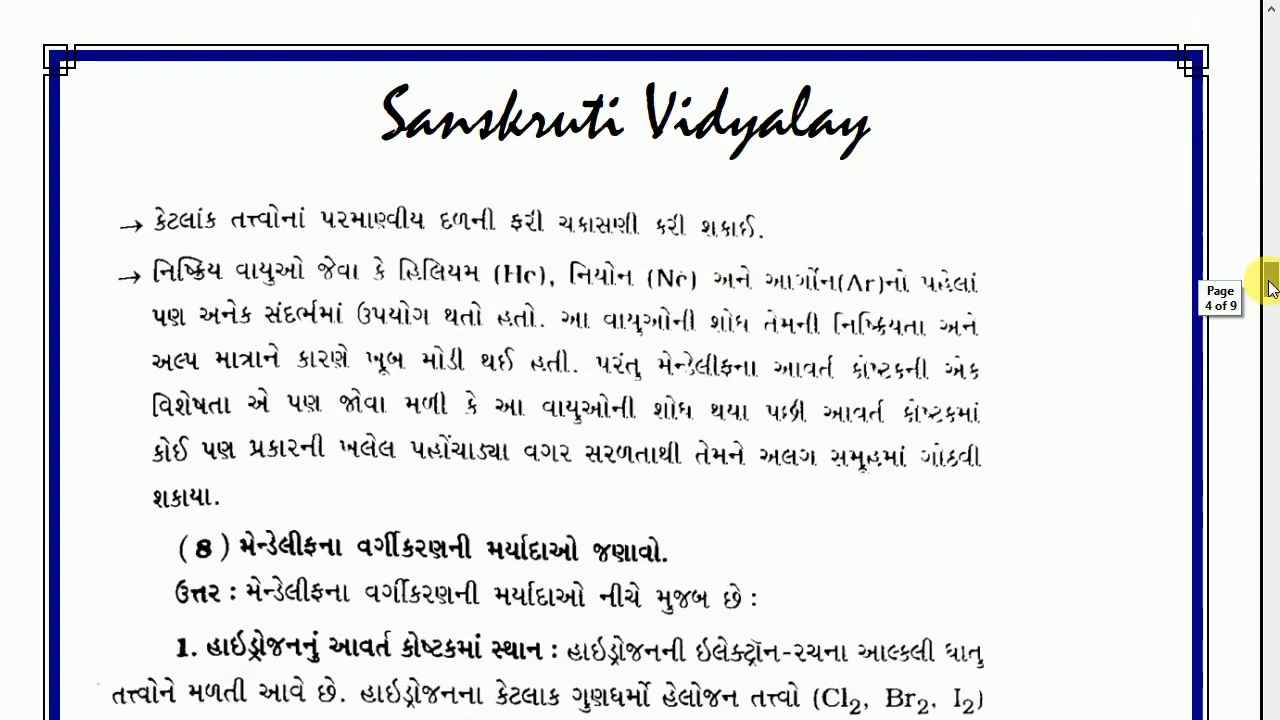 Sanskruti Vidyalay
→ કેટલાંક તત્ત્વોનાં પરમાણ્વીય દળની ફરી ચકાસણી કરી શકાઈ.
→ નિષ્ક્રિય વાયુઓ જેવા કે હિલિયમ (He), નિયોન (Ne) અને આર્ગોન(Ar)નો પહેલાં
પણ અનેક સંદર્ભમાં ઉપયોગ થતો હતો. આ વાયુઓની શોધ તેમની નિષ્ક્રિયતા અને
અલ્પ માત્રાને કારણે ખૂબ મોડી થઈ હતી. પરંતુ મેન્ડેલીફના આવર્ત કોષ્ટકની એક
વિશેષતા એ પણ જોવા મળી કે આ વાયુઓની શોધ થયા પછી આવર્ત કોષ્ટકમાં
કોઈ પણ પ્રકારની ખલેલ પહોંચાડ્યા વગર સરળતાથી તેમને અલગ સમૂહમાં ગોઠવી
શકાયા.
(8) મેન્ડેલીફના વર્ગીકરણની મર્યાદાઓ જણાવો.
ઉત્તર : મેન્ડેલીફના વર્ગીકરણની મર્યાદાઓ નીચે મુજબ છે :
1. હાઇડ્રોજનનું આવર્ત કોષ્ટકમાં સ્થાન : હાઇડ્રોજનની ઇલેક્ટ્રૉન-રચના આલ્કલી ધાતુ
તત્ત્વોને મળતી આવે છે. હાઇડ્રોજનના કેટલાક ગુણધર્મો હેલોજન તત્ત્વો (Cl₂, Br₂, I₂)
Page
4 of 9